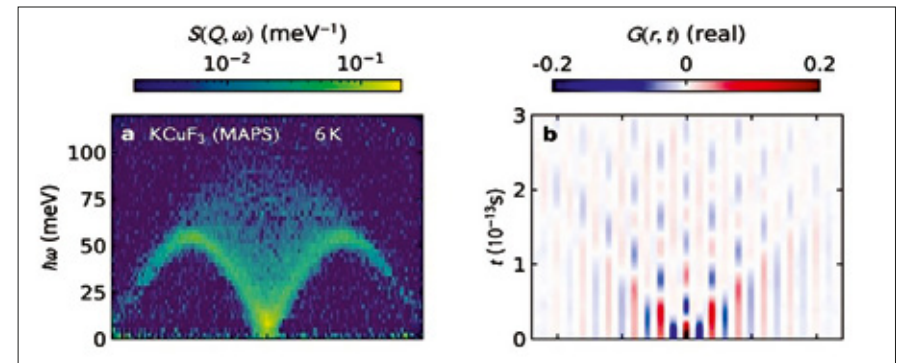 S(Q, ω) (meV⁻¹)
10⁻² 10⁻¹
a KCuF₃ (MAPS) 6 K
100
75
50
25
0
ħω (meV)
G(r, t) (real)
-0.2 0 0.2
b
3
2
1
0
t (10⁻¹³s)